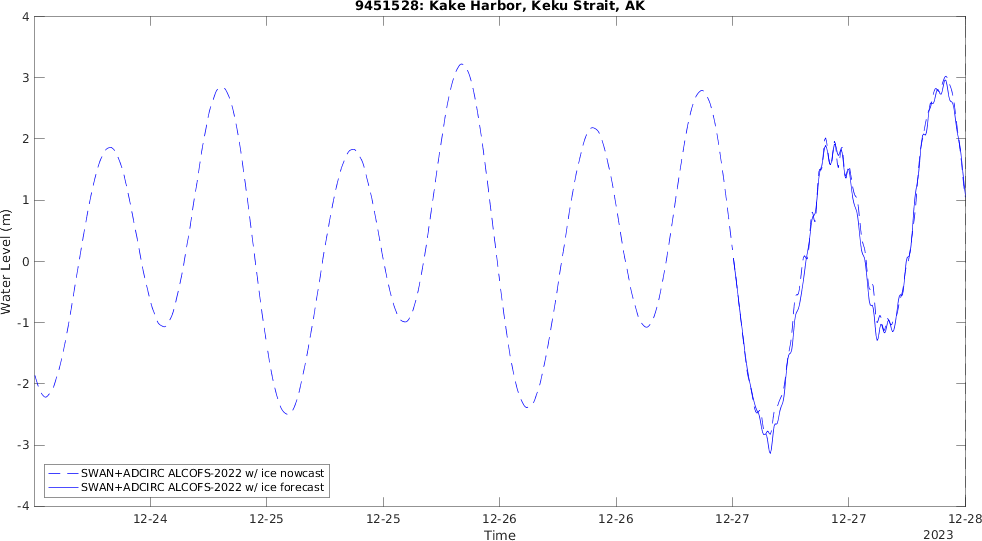 9451528: Kake Harbor, Keku Strait, AK
4
3
2
1
0
-1
-2
-3
-4
Water Level (m)
SWAN+ADCIRC ALCOFS-2022 w/ ice nowcast
SWAN+ADCIRC ALCOFS-2022 w/ ice forecast
12-24 12-25 12-25 12-26 12-26 12-27 12-27 12-28
Time
2023